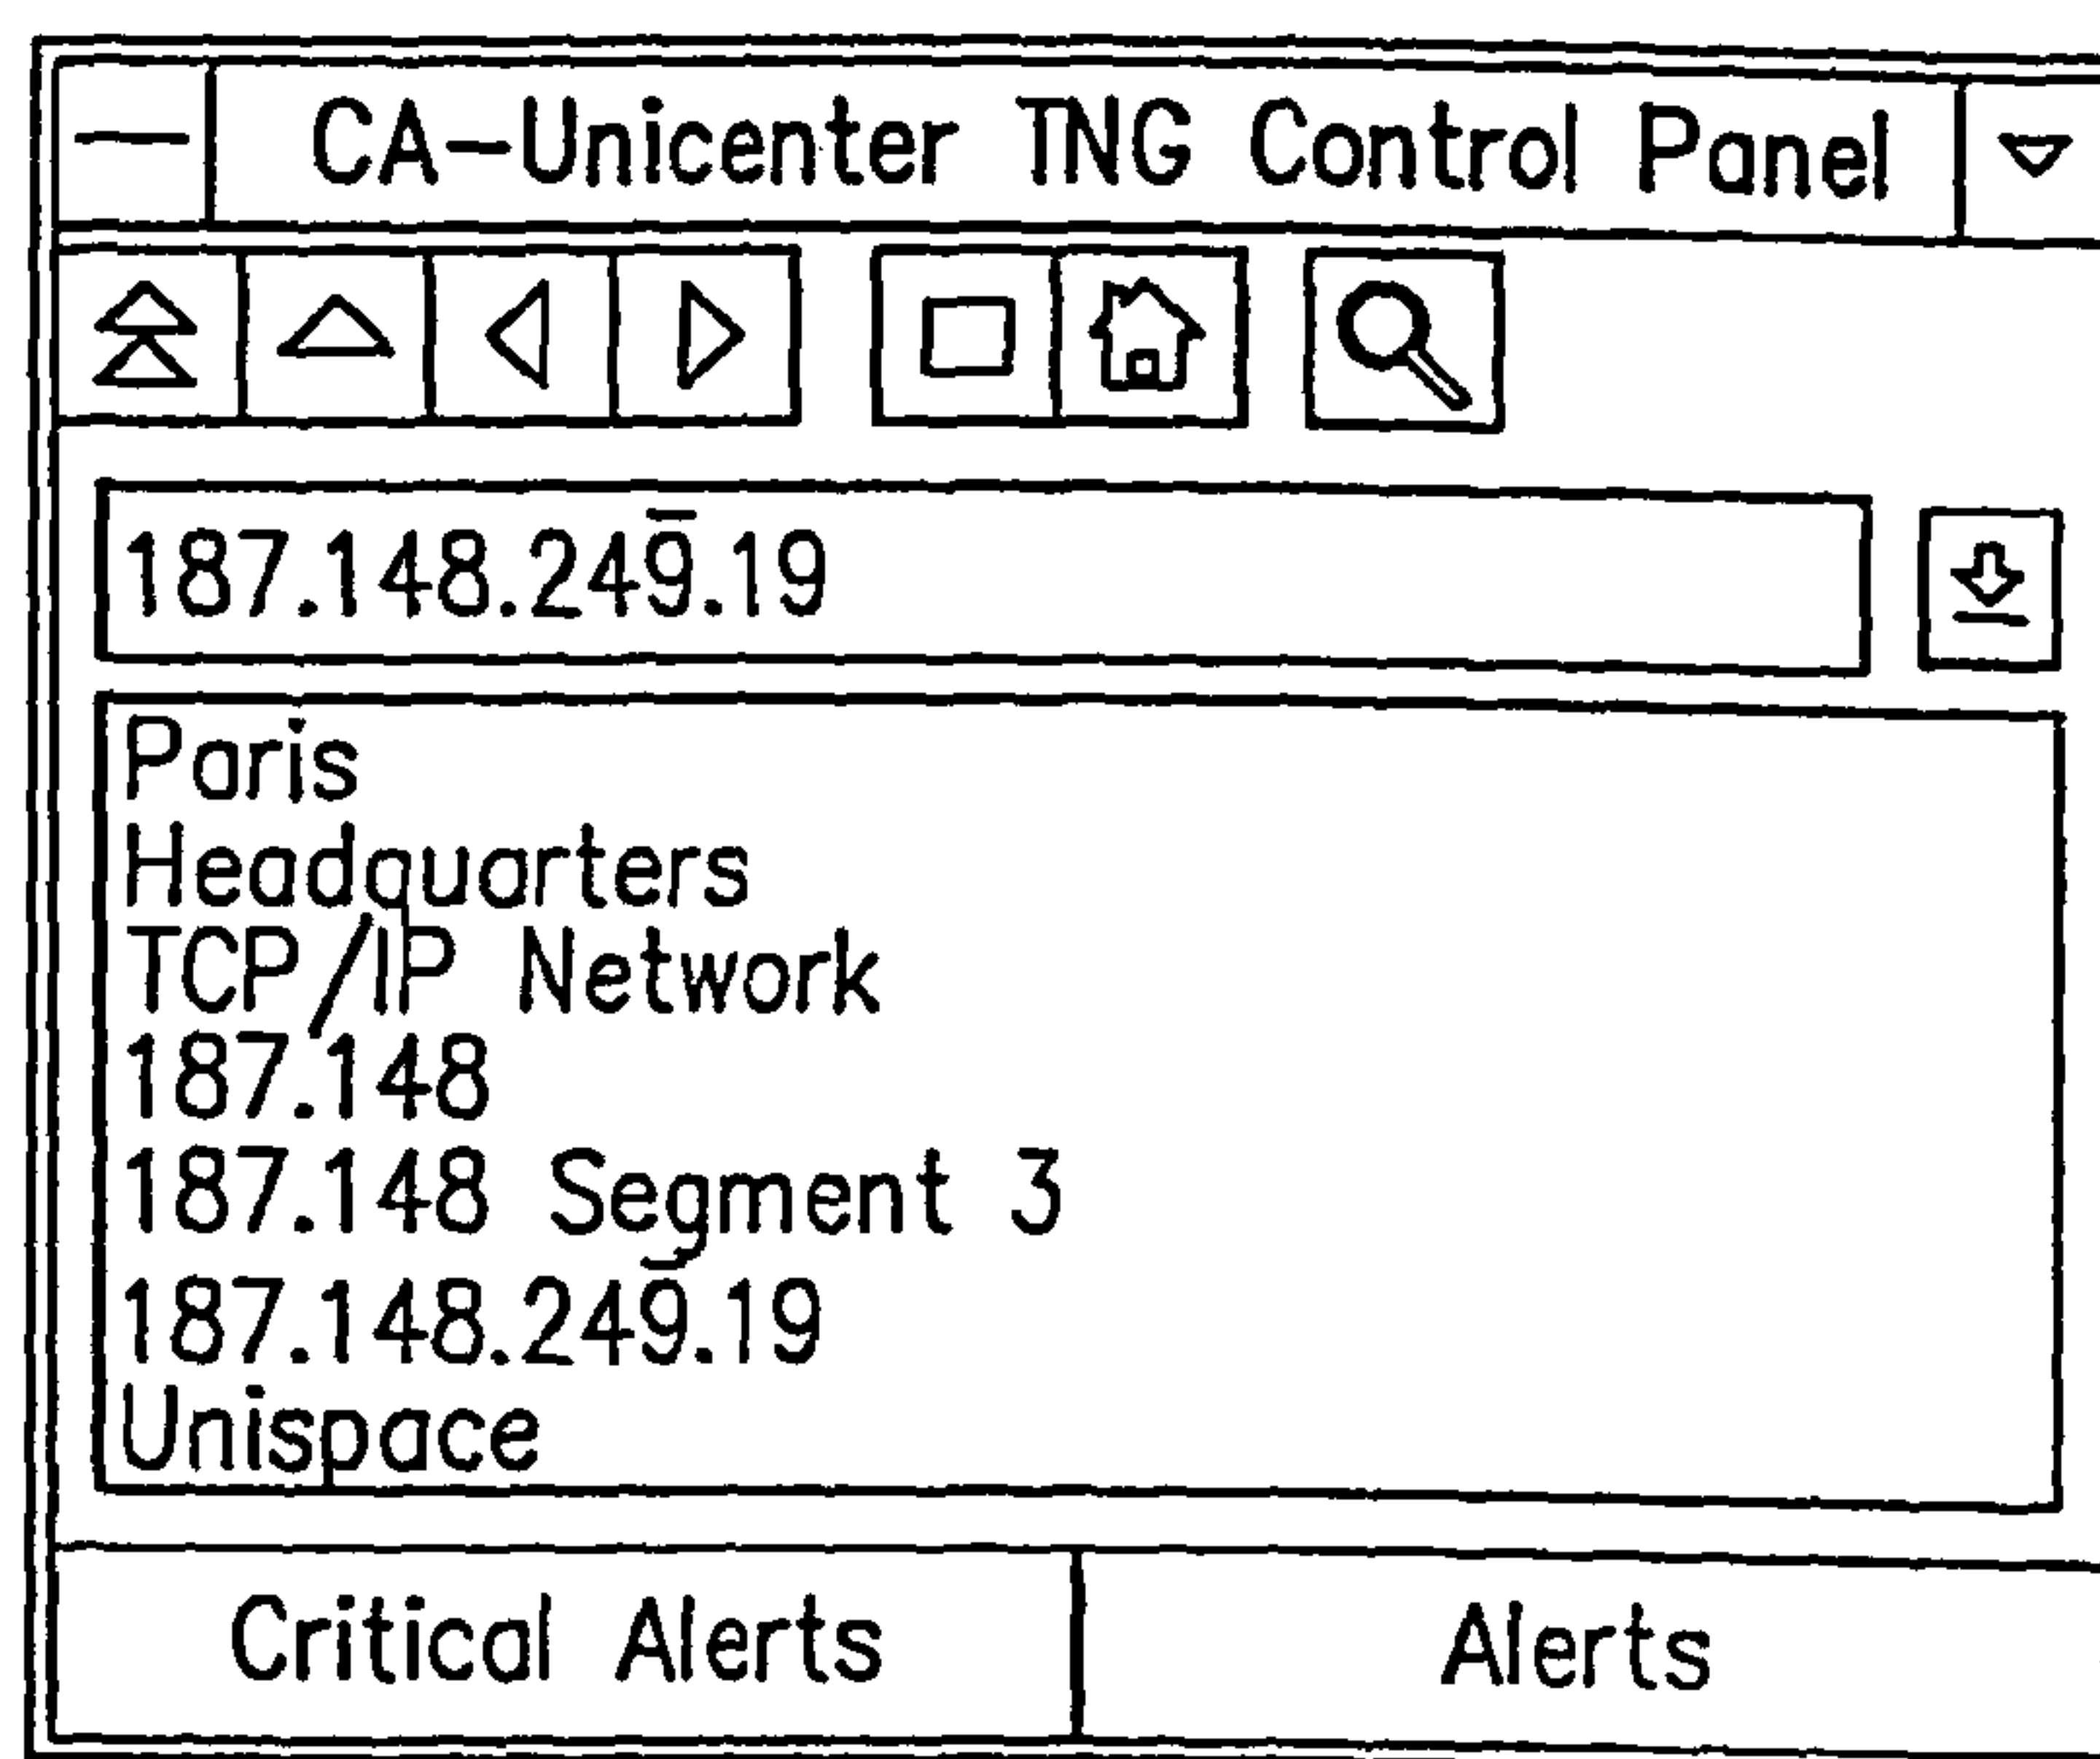 CA-Unicenter TNG Control Panel
187.148.249.19
Paris
Headquarters
TCP/IP Network
187.148
187.148 Segment 3
187.148.249.19
Unispace
Critical Alerts
Alerts